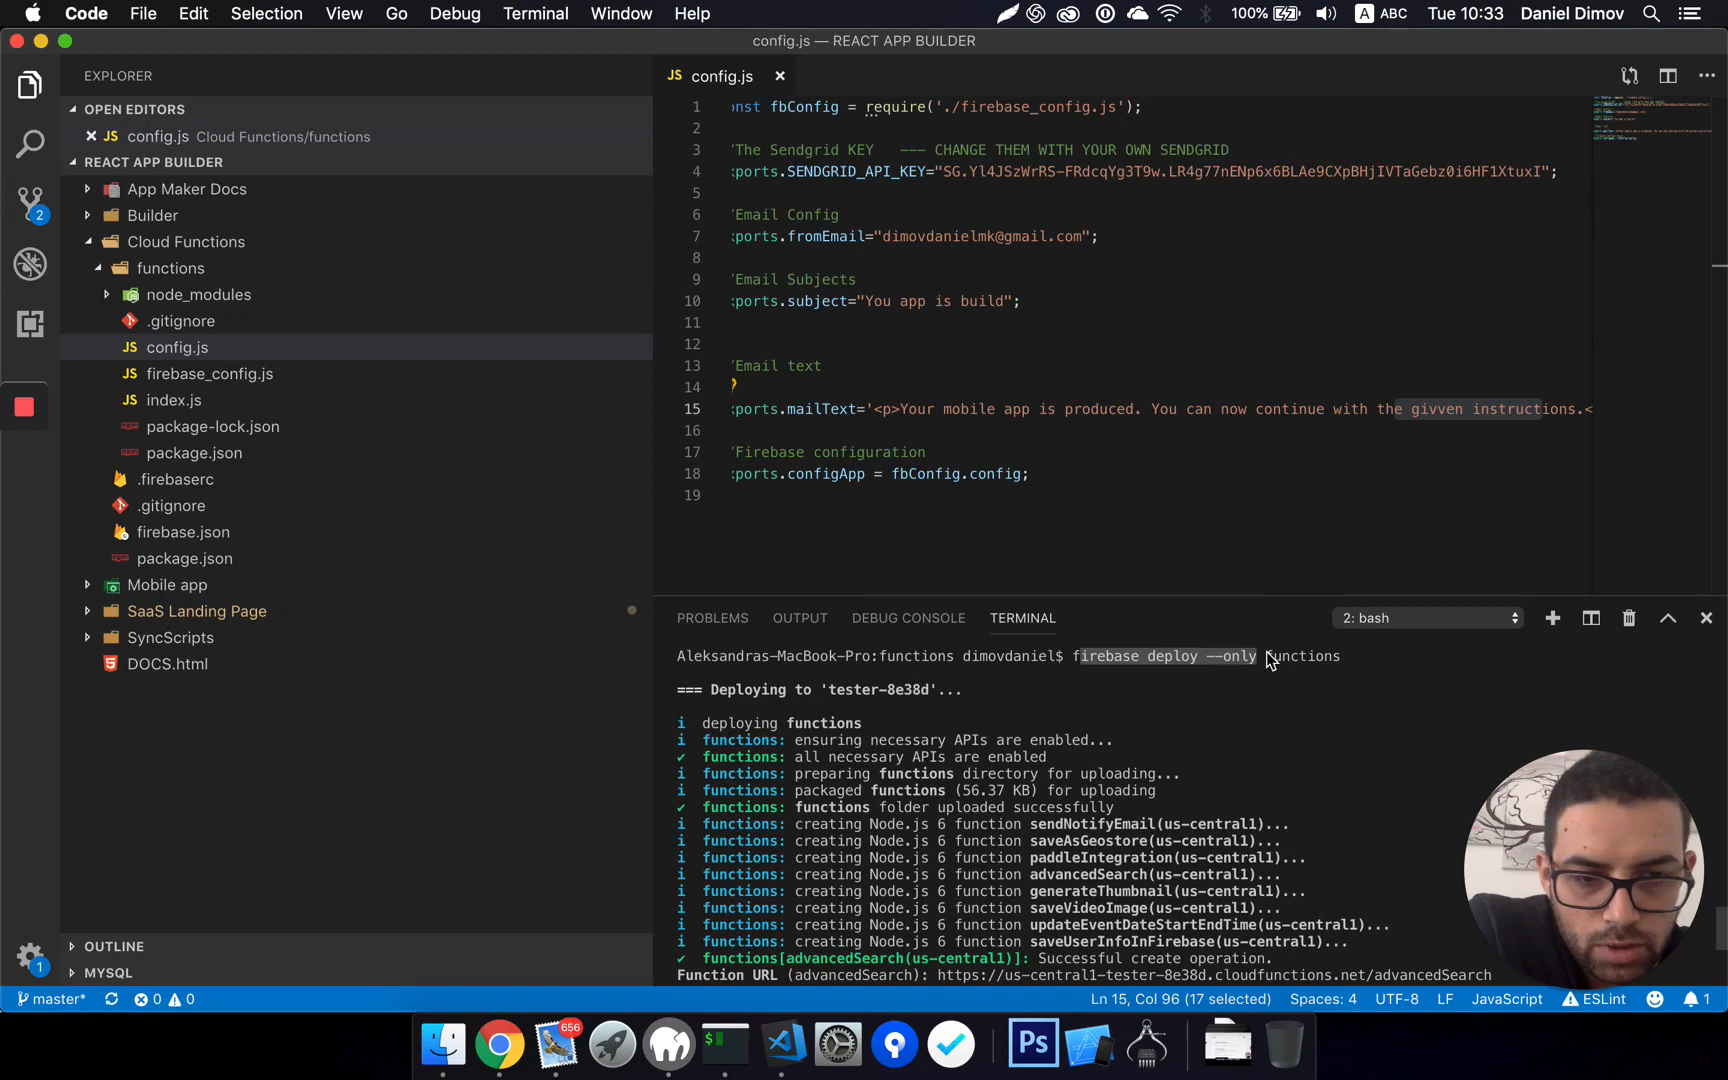 Code File Edit Selection View Go Debug Terminal Window Help 100% A ABC Tue 10:33 Daniel Dimov
config.js — REACT APP BUILDER
EXPLORER
OPEN EDITORS
JS config.js Cloud Functions/functions
REACT APP BUILDER
App Maker Docs
Builder
Cloud Functions
functions
node_modules
.gitignore
JS config.js
JS firebase_config.js
JS index.js
package-lock.json
package.json
.firebaserc
.gitignore
firebase.json
package.json
Mobile app
SaaS Landing Page
SyncScripts
DOCS.html
OUTLINE
MYSQL
2
1
JS config.js
1 onst fbConfig = require('./firebase_config.js');
2
3 /The Sendgrid KEY --- CHANGE THEM WITH YOUR OWN SENDGRID
4 xports.SENDGRID_API_KEY="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";
5
6 /Email Config
7 xports.fromEmail="dimovdanielmk@gmail.com";
8
9 /Email Subjects
10 xports.subject="You app is build";
11
12
13 /Email text
14
15 xports.mailText='<p>Your mobile app is produced. You can now continue with the givven instructions.<
16
17 /Firebase configuration
18 xports.configApp = fbConfig.config;
19
PROBLEMS OUTPUT DEBUG CONSOLE TERMINAL 2: bash
Aleksandras-MacBook-Pro:functions dimovdaniel$ firebase deploy --only functions
=== Deploying to 'tester-8e38d'...
i deploying functions
i functions: ensuring necessary APIs are enabled...
✔ functions: all necessary APIs are enabled
i functions: preparing functions directory for uploading...
i functions: packaged functions (56.37 KB) for uploading
✔ functions: functions folder uploaded successfully
i functions: creating Node.js 6 function sendNotifyEmail(us-central1)...
i functions: creating Node.js 6 function saveAsGeostore(us-central1)...
i functions: creating Node.js 6 function paddleIntegration(us-central1)...
i functions: creating Node.js 6 function advancedSearch(us-central1)...
i functions: creating Node.js 6 function generateThumbnail(us-central1)...
i functions: creating Node.js 6 function saveVideoImage(us-central1)...
i functions: creating Node.js 6 function updateEventDateStartEndTime(us-central1)...
i functions: creating Node.js 6 function saveUserInfoInFirebase(us-central1)...
✔ functions[advancedSearch(us-central1)]: Successful create operation.
Function URL (advancedSearch): https://us-central1-tester-8e38d.cloudfunctions.net/advancedSearch
master* 0 0 Ln 15, Col 96 (17 selected) Spaces: 4 UTF-8 LF JavaScript ESLint 1
656
$
Ps